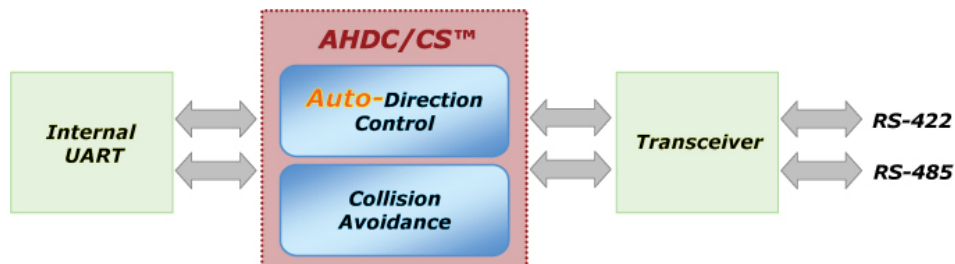 AHDC/CS™
Internal
UART
Auto-Direction
Control
Collision
Avoidance
Transceiver
RS-422
RS-485